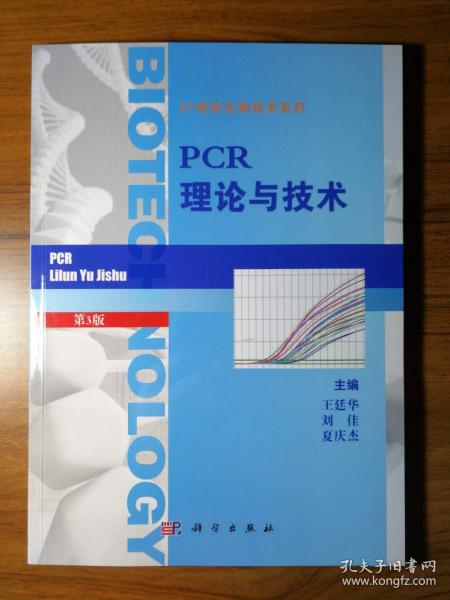 BIOTECHNOLOGY
21世纪生物技术系列
PCR
理论与技术
PCR
Lilun Yu Jishu
第3版
主编
王廷华
刘 佳
夏庆杰
科学出版社
孔夫子旧书网
www.kongfz.com